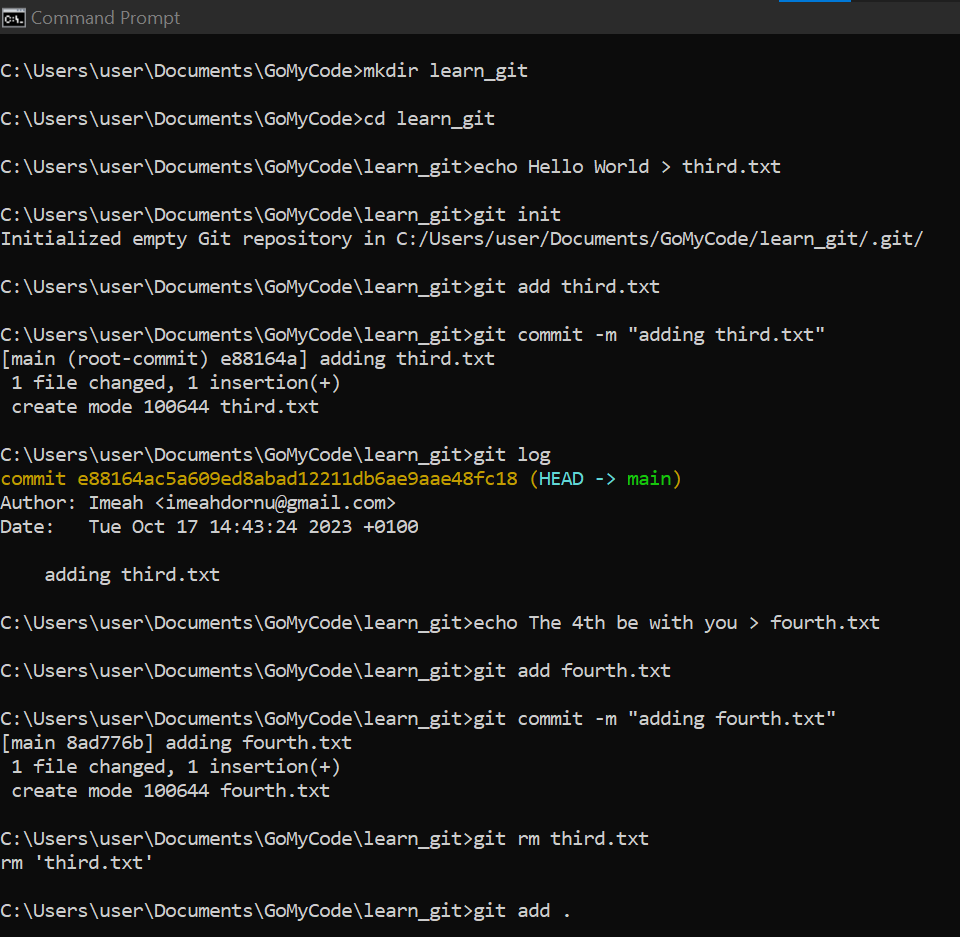 Command Prompt
C:\Users\user\Documents\GoMyCode>mkdir learn_git
C:\Users\user\Documents\GoMyCode>cd learn_git
C:\Users\user\Documents\GoMyCode\learn_git>echo Hello World > third.txt
C:\Users\user\Documents\GoMyCode\learn_git>git init
Initialized empty Git repository in C:/Users/user/Documents/GoMyCode/learn_git/.git/
C:\Users\user\Documents\GoMyCode\learn_git>git add third.txt
C:\Users\user\Documents\GoMyCode\learn_git>git commit -m "adding third.txt"
[main (root-commit) e88164a] adding third.txt
 1 file changed, 1 insertion(+)
 create mode 100644 third.txt
C:\Users\user\Documents\GoMyCode\learn_git>git log
commit e88164ac5a609ed8abad12211db6ae9aae48fc18 (HEAD -> main)
Author: Imeah <imeahdornu@gmail.com>
Date:   Tue Oct 17 14:43:24 2023 +0100
    adding third.txt
C:\Users\user\Documents\GoMyCode\learn_git>echo The 4th be with you > fourth.txt
C:\Users\user\Documents\GoMyCode\learn_git>git add fourth.txt
C:\Users\user\Documents\GoMyCode\learn_git>git commit -m "adding fourth.txt"
[main 8ad776b] adding fourth.txt
 1 file changed, 1 insertion(+)
 create mode 100644 fourth.txt
C:\Users\user\Documents\GoMyCode\learn_git>git rm third.txt
rm 'third.txt'
C:\Users\user\Documents\GoMyCode\learn_git>git add .